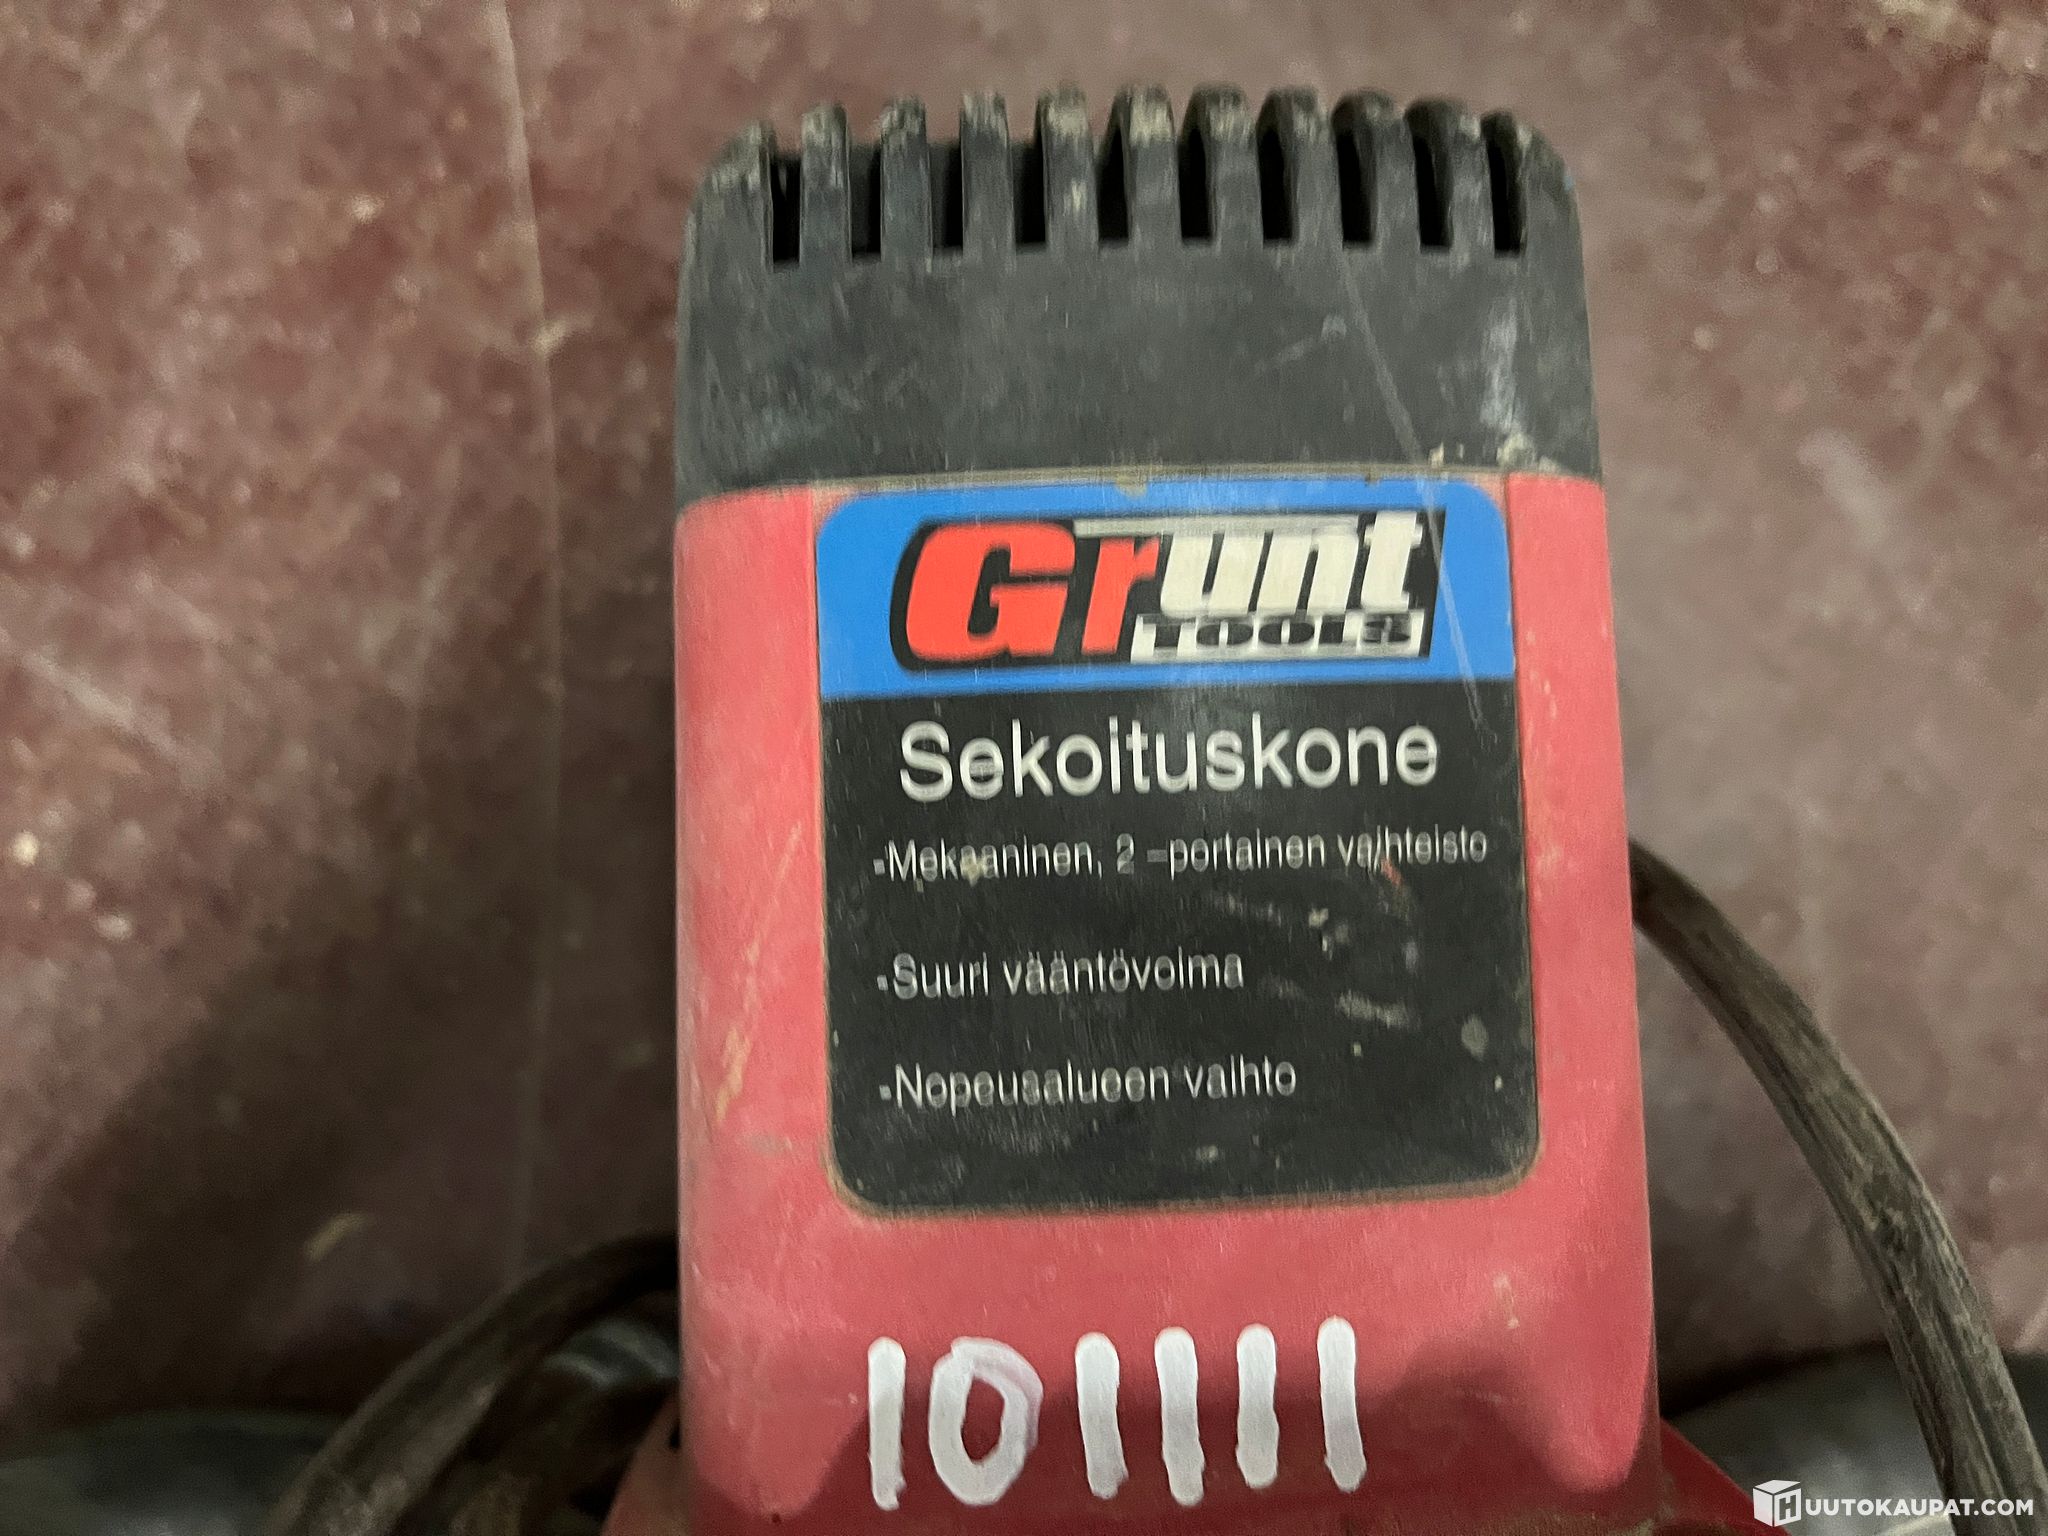 Grunt
TOOLS
Sekoituskone
-Mekaaninen, 2 -portainen vaihteisto
-Suuri vääntövoima
-Nopeusalueen vaihto
101111
HUUTOKAUPAT.COM